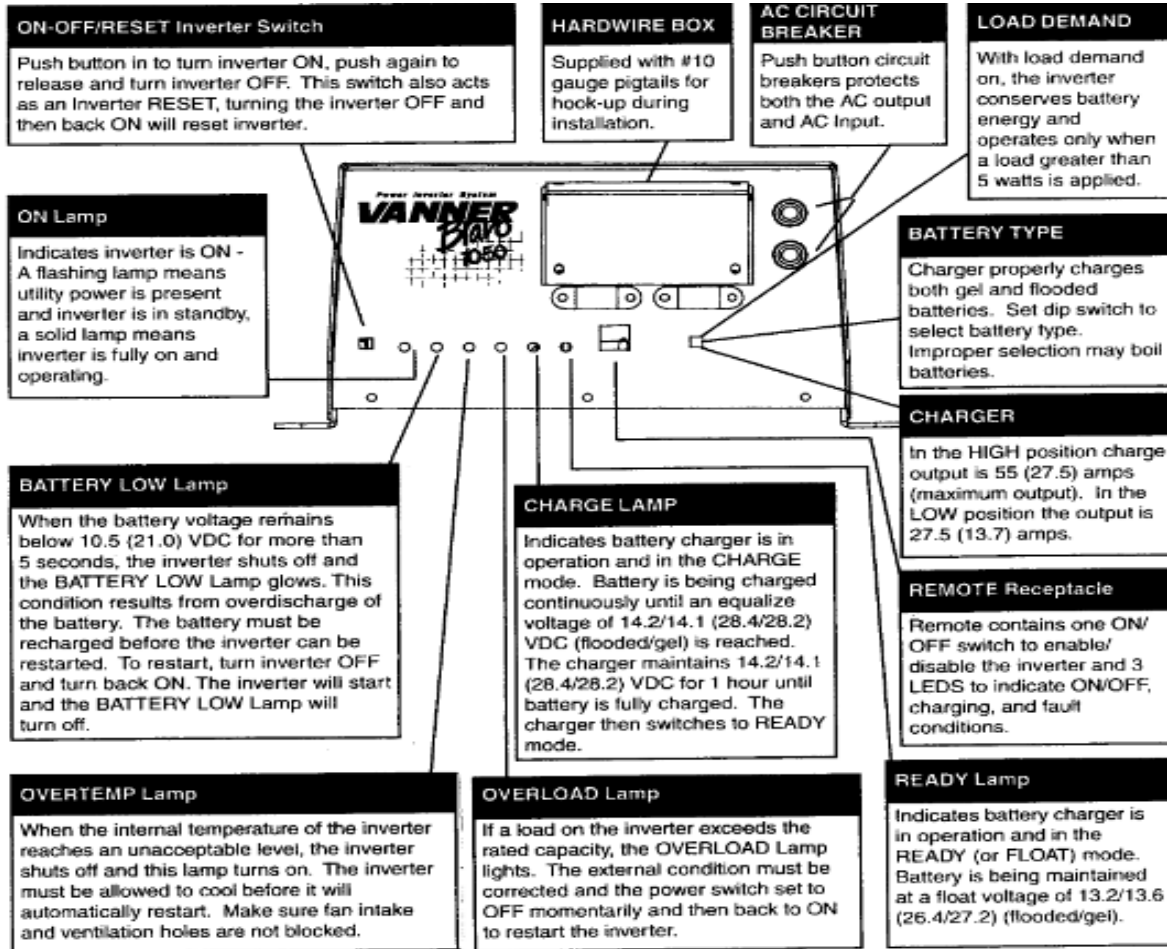 ON-OFF/RESET Inverter Switch
Push button in to turn inverter ON, push again to
release and turn inverter OFF. This switch also acts
as an Inverter RESET, turning the inverter OFF and
then back ON will reset inverter.
HARDWIRE BOX
Supplied with #10
gauge pigtails for
hook-up during
installation.
AC CIRCUIT
BREAKER
Push button circuit
breakers protects
both the AC output
and AC Input.
LOAD DEMAND
With load demand
on, the inverter
conserves battery
energy and
operates only when
a load greater than
5 watts is applied.
ON Lamp
Indicates inverter is ON -
A flashing lamp means
utility power is present
and inverter is in standby,
a solid lamp means
inverter is fully on and
operating.
Power Inverter System
VANNER
Bravo
1050
BATTERY TYPE
Charger properly charges
both gel and flooded
batteries. Set dip switch to
select battery type.
Improper selection may boil
batteries.
CHARGER
In the HIGH position charge
output is 55 (27.5) amps
(maximum output). In the
LOW position the output is
27.5 (13.7) amps.
BATTERY LOW Lamp
When the battery voltage remains
below 10.5 (21.0) VDC for more than
5 seconds, the inverter shuts off and
the BATTERY LOW Lamp glows. This
condition results from overdischarge of
the battery. The battery must be
recharged before the inverter can be
restarted. To restart, turn inverter OFF
and turn back ON. The inverter will start
and the BATTERY LOW Lamp will
turn off.
CHARGE LAMP
Indicates battery charger is in
operation and in the CHARGE
mode. Battery is being charged
continuously until an equalize
voltage of 14.2/14.1 (28.4/28.2)
VDC (flooded/gel) is reached.
The charger maintains 14.2/14.1
(28.4/28.2) VDC for 1 hour until
battery is fully charged. The
charger then switches to READY
mode.
REMOTE Receptacle
Remote contains one ON/
OFF switch to enable/
disable the inverter and 3
LEDS to indicate ON/OFF,
charging, and fault
conditions.
OVERTEMP Lamp
When the internal temperature of the inverter
reaches an unacceptable level, the inverter
shuts off and this lamp turns on. The inverter
must be allowed to cool before it will
automatically restart. Make sure fan intake
and ventilation holes are not blocked.
OVERLOAD Lamp
If a load on the inverter exceeds the
rated capacity, the OVERLOAD Lamp
lights. The external condition must be
corrected and the power switch set to
OFF momentarily and then back to ON
to restart the inverter.
READY Lamp
Indicates battery charger is
in operation and in the
READY (or FLOAT) mode.
Battery is being maintained
at a float voltage of 13.2/13.6
(26.4/27.2) (flooded/gel).